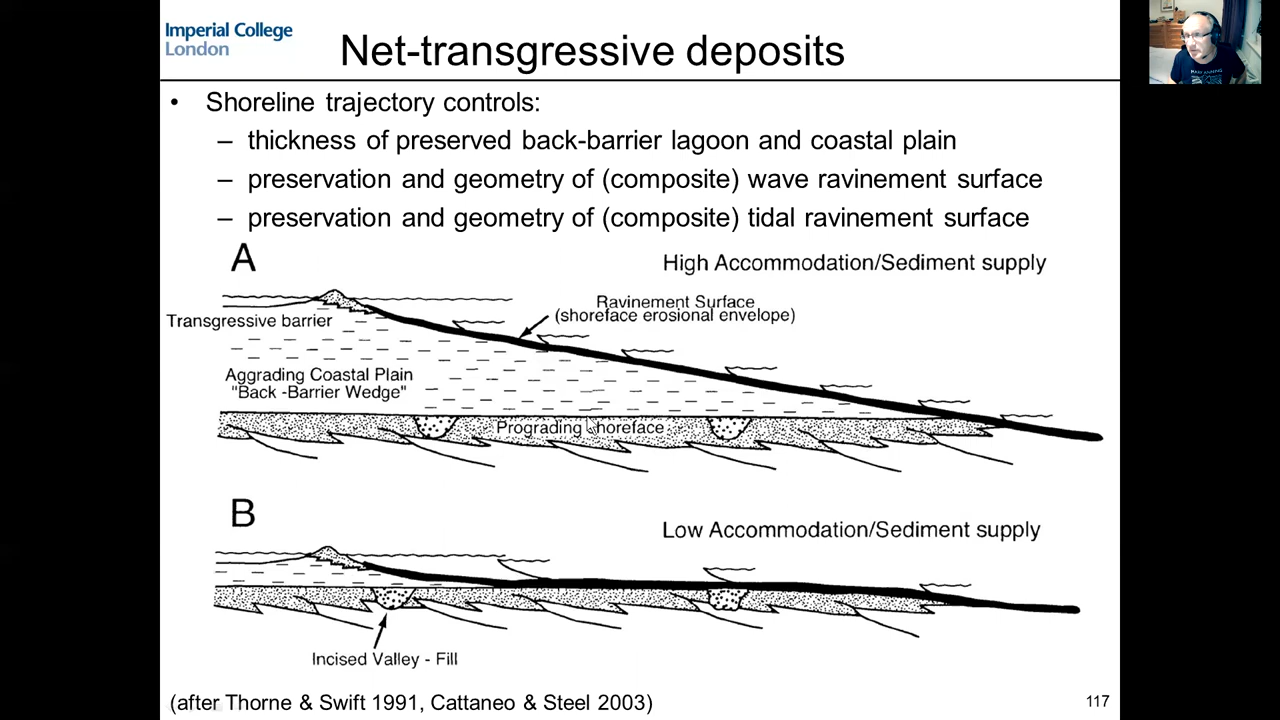 Imperial College
London
Net-transgressive deposits
• Shoreline trajectory controls:
– thickness of preserved back-barrier lagoon and coastal plain
– preservation and geometry of (composite) wave ravinement surface
– preservation and geometry of (composite) tidal ravinement surface
A
High Accommodation/Sediment supply
Ravinement Surface
(shoreface erosional envelope)
Transgressive barrier
Aggrading Coastal Plain
"Back -Barrier Wedge"
Prograding Shoreface
B
Low Accommodation/Sediment supply
Incised Valley - Fill
(after Thorne & Swift 1991, Cattaneo & Steel 2003)
117